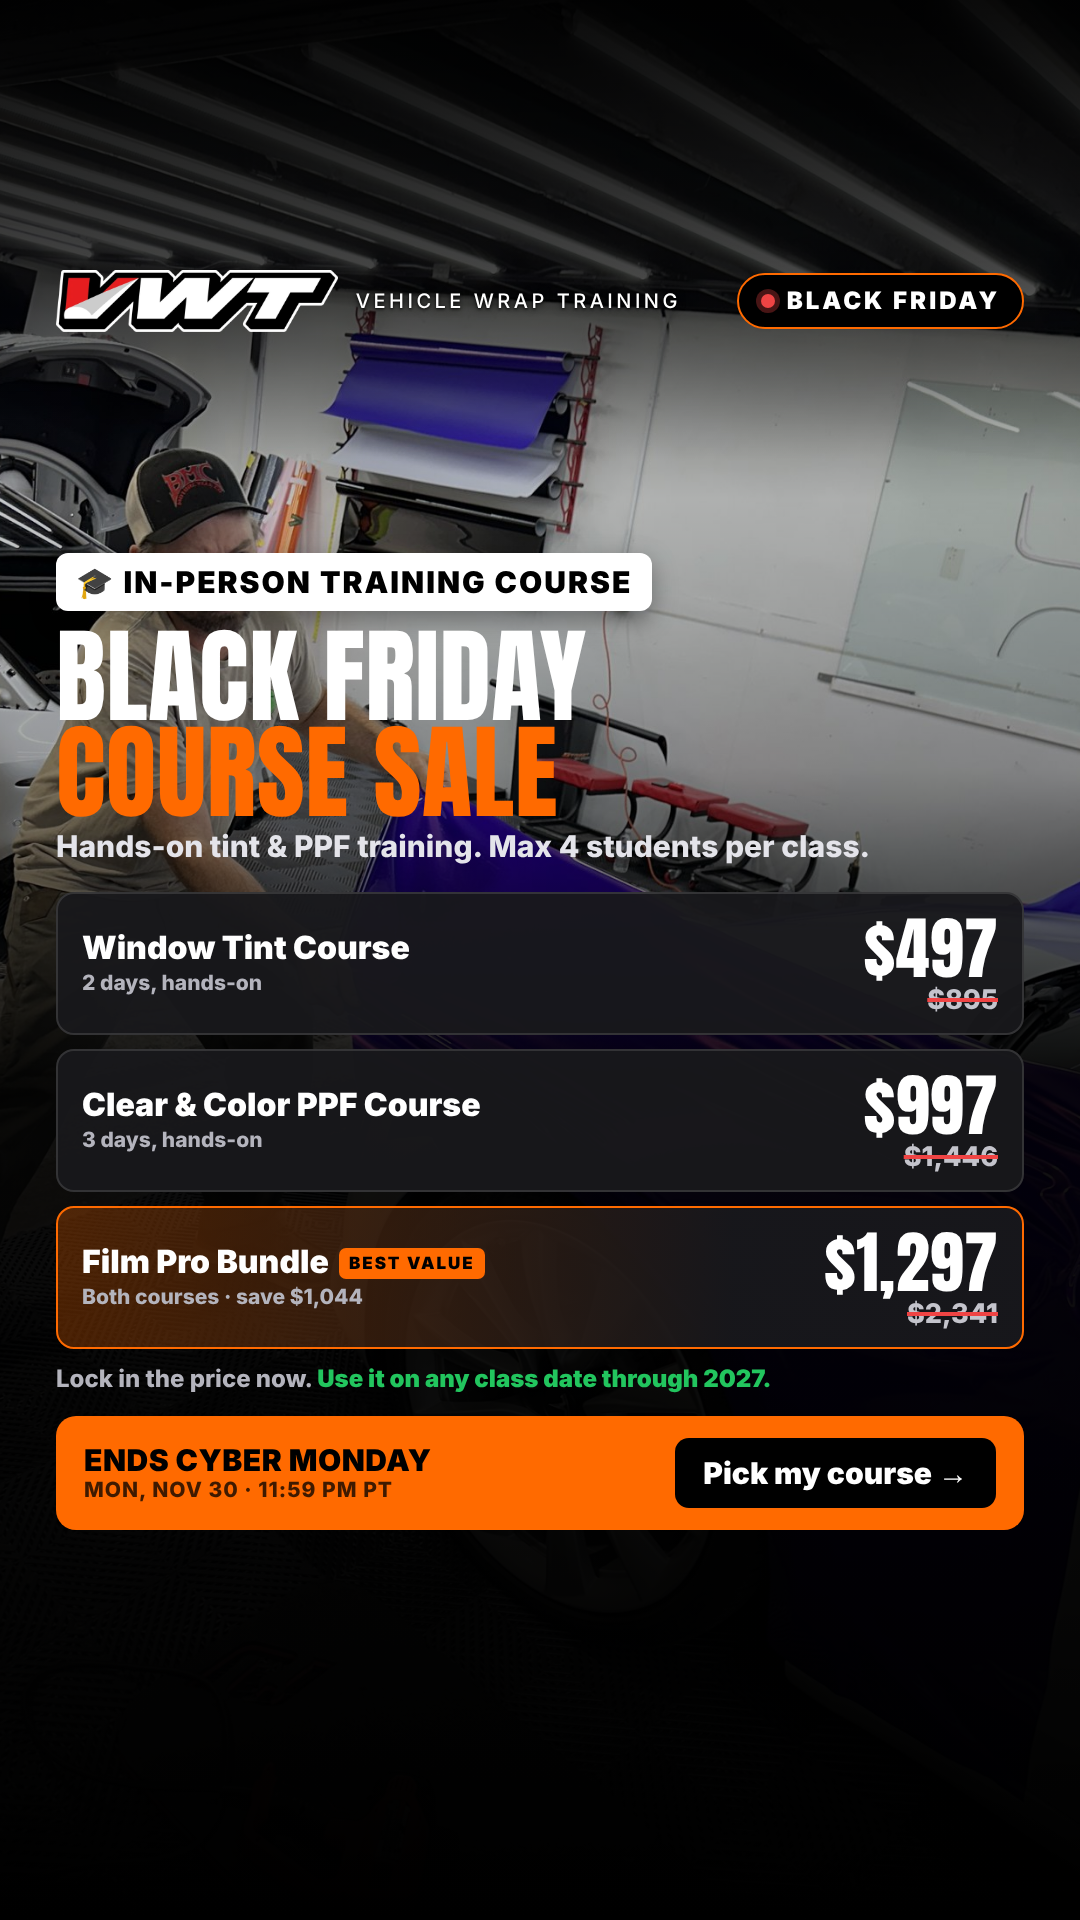 VWT
VEHICLE WRAP TRAINING
BLACK FRIDAY
BMC
🎓 IN-PERSON TRAINING COURSE
BLACK FRIDAY
COURSE SALE
Hands-on tint & PPF training. Max 4 students per class.
Window Tint Course
2 days, hands-on
$497
$895
Clear & Color PPF Course
3 days, hands-on
$997
$1,446
Film Pro Bundle BEST VALUE
Both courses · save $1,044
$1,297
$2,341
Lock in the price now. Use it on any class date through 2027.
ENDS CYBER MONDAY
MON, NOV 30 · 11:59 PM PT
Pick my course →